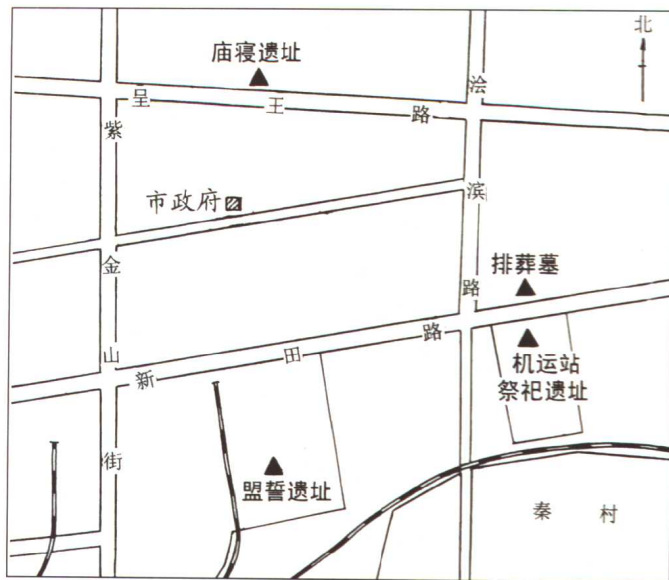 北
庙寝遗址
呈王路
浍滨路
紫金山街
市政府
排葬墓
新田路
机运站
祭祀遗址
盟誓遗址
秦村